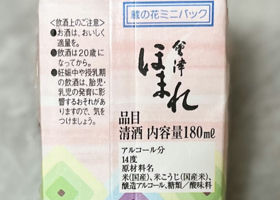 <飲酒上のご注意>
●お酒は、おいしく
適量を。
●飲酒は20歳に
なってから。
●妊娠中や授乳期
の飲酒は、胎児・
乳児の発育に影
響するおそれがあり
ますので、気を
つけましょう。
蔵の花ミニパック
会津
ほまれ
品目
清酒 内容量180mℓ
アルコール分
14度
原材料名
米(国産)、米こうじ(国産米)、
醸造アルコール、糖類/酸味料